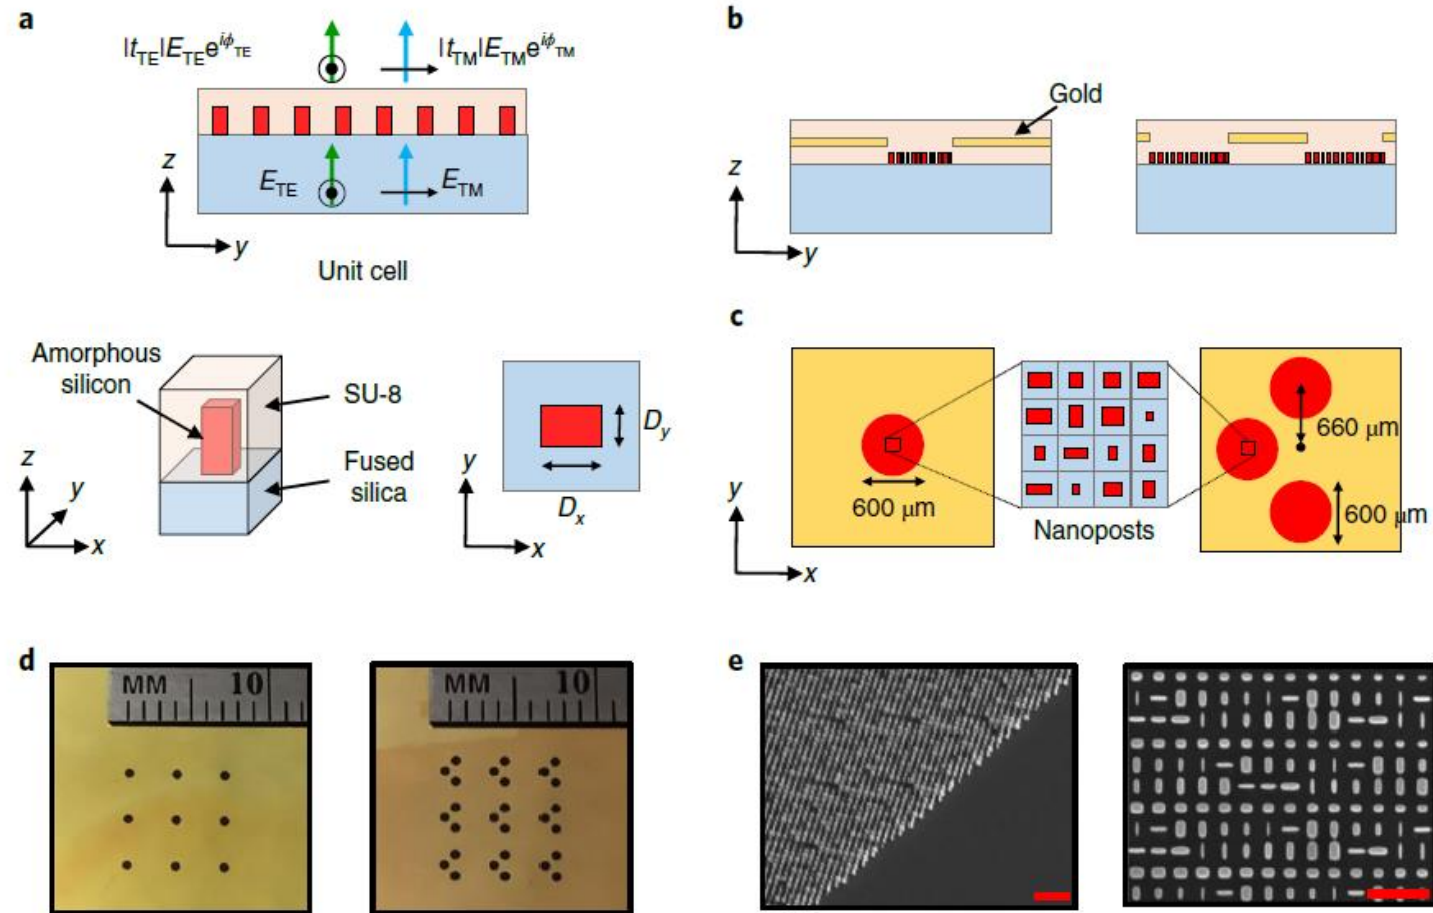 a
|t_TE|E_TE e^{iϕ_TE}
|t_TM|E_TM e^{iϕ_TM}
z
E_TE
E_TM
y
Unit cell
Amorphous
silicon
SU-8
Fused
silica
z
y
x
D_y
D_x
y
x
b
Gold
z
y
c
660 μm
600 μm
600 μm
Nanoposts
y
x
d
MM 10
MM 10
e